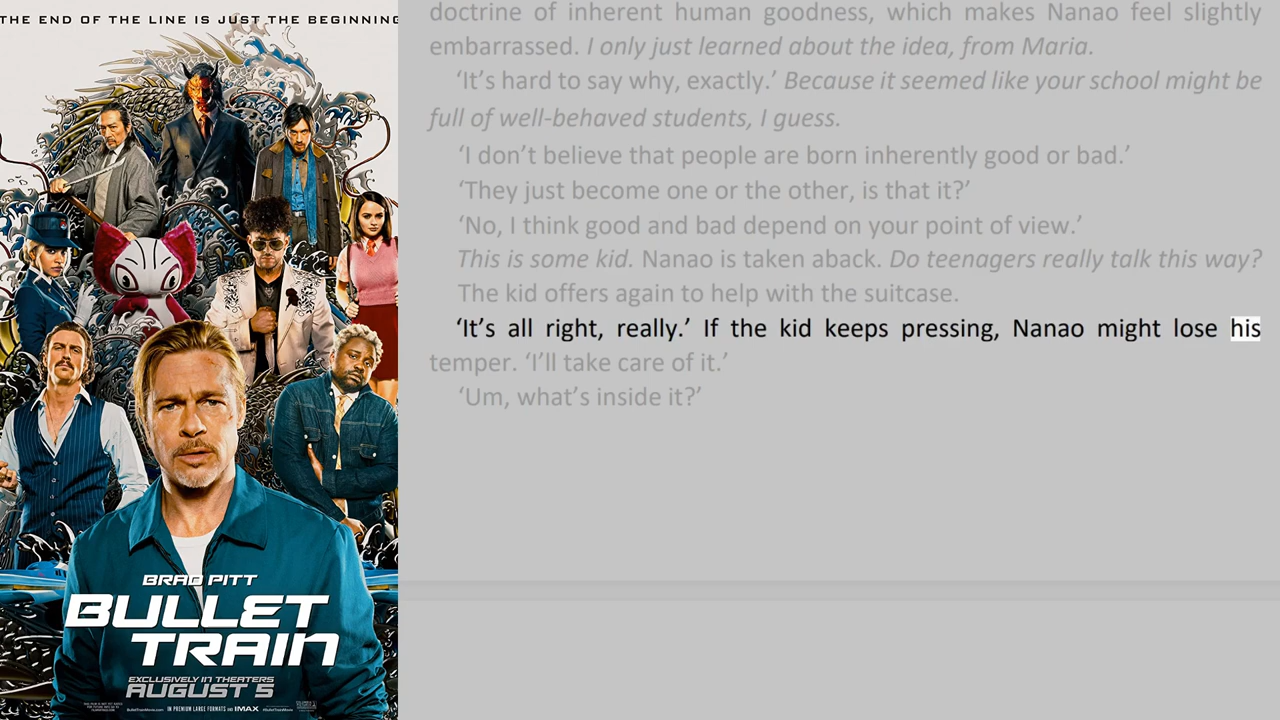 THE END OF THE LINE IS JUST THE BEGINNING
BRAD PITT
BULLET
TRAIN
EXCLUSIVELY IN THEATERS
AUGUST 5
BulletTrainMovie.com
IN PREMIUM LARGE FORMATS AND IMAX
#BulletTrainMovie
doctrine of inherent human goodness, which makes Nanao feel slightly
embarrassed. I only just learned about the idea, from Maria.
‘It’s hard to say why, exactly.’ Because it seemed like your school might be
full of well-behaved students, I guess.
‘I don’t believe that people are born inherently good or bad.’
‘They just become one or the other, is that it?’
‘No, I think good and bad depend on your point of view.’
This is some kid. Nanao is taken aback. Do teenagers really talk this way?
The kid offers again to help with the suitcase.
‘It’s all right, really.’ If the kid keeps pressing, Nanao might lose his
temper. ‘I’ll take care of it.’
‘Um, what’s inside it?’